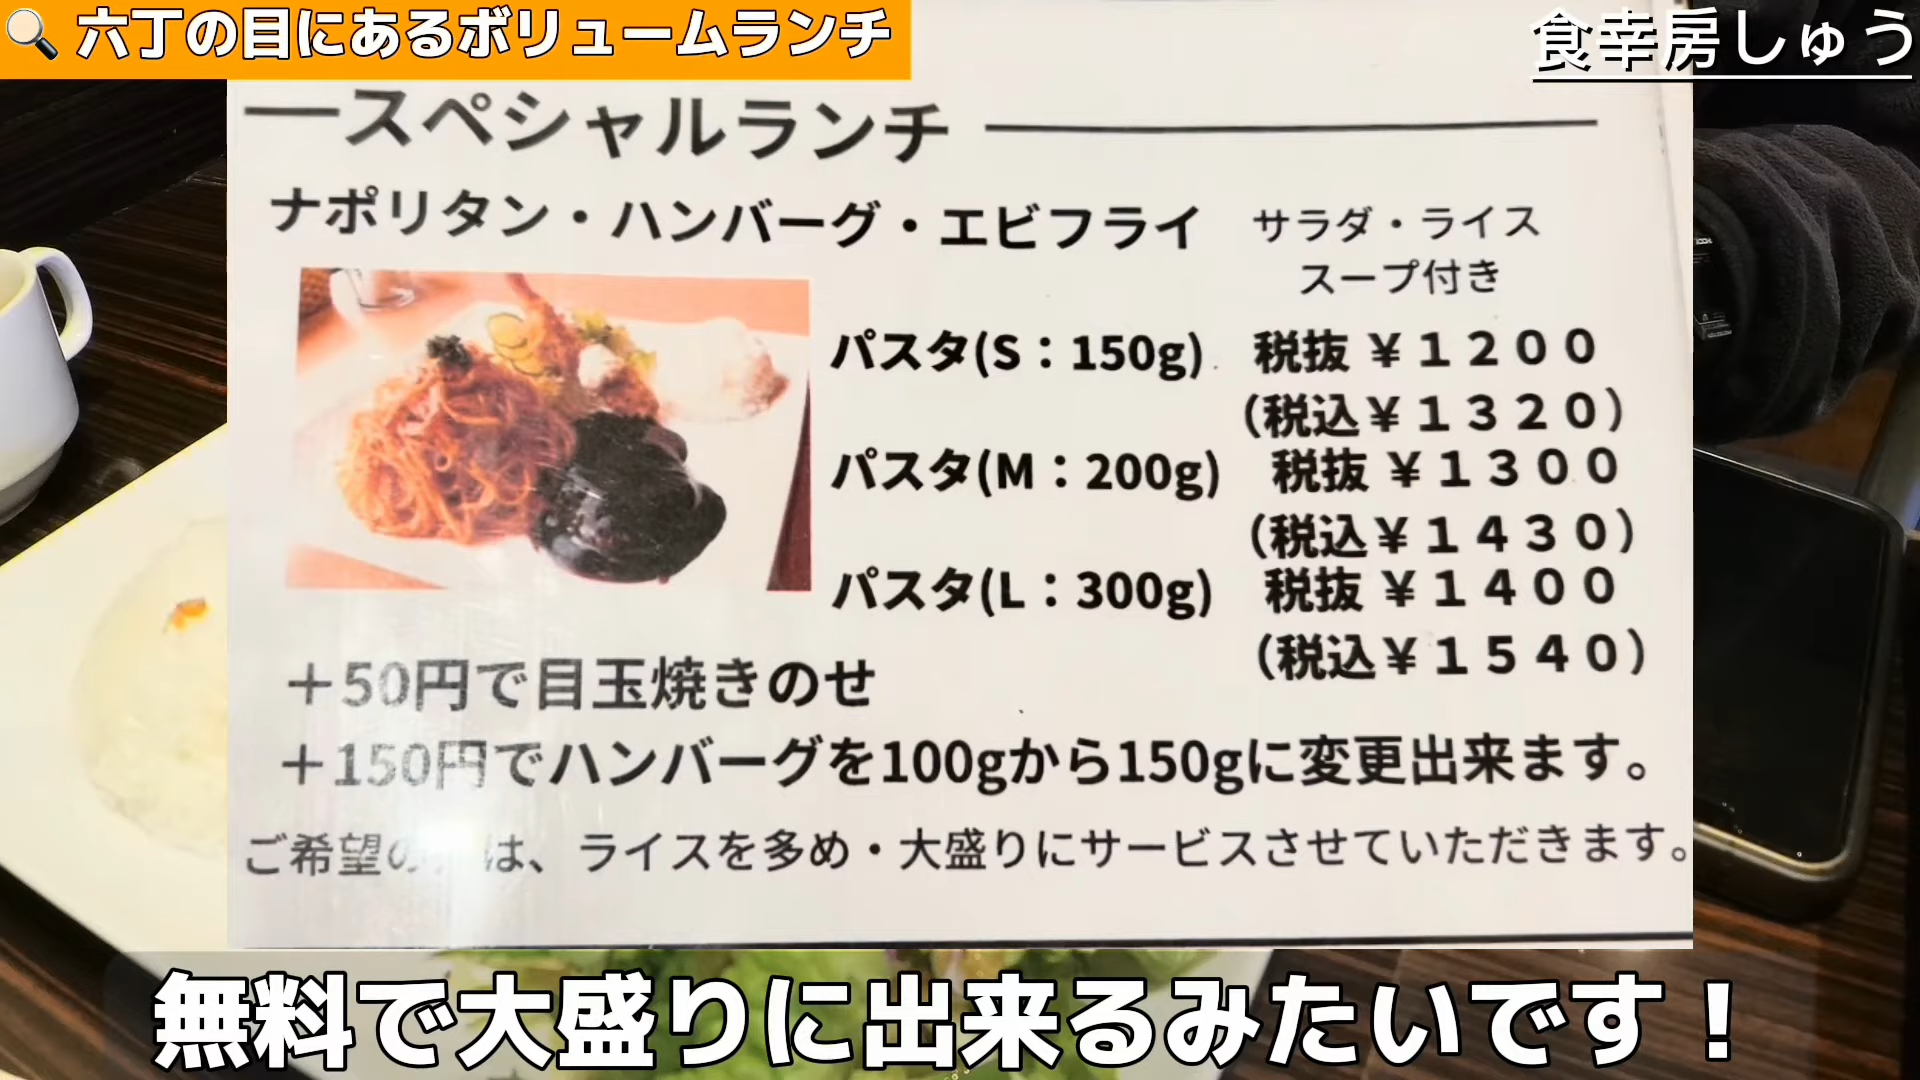 六丁の目にあるボリュームランチ
食幸房しゅう
スペシャルランチ
ナポリタン・ハンバーグ・エビフライ サラダ・ライス
スープ付き
パスタ(S：150g) 税抜 ￥１２００
(税込￥１３２０)
パスタ(M：200g) 税抜 ￥１３００
(税込￥１４３０)
パスタ(L：300g) 税抜 ￥１４００
(税込￥１５４０)
＋50円で目玉焼きのせ
＋150円でハンバーグを100gから150gに変更出来ます。
ご希望の は、ライスを多め・大盛りにサービスさせていただきます。
無料で大盛りに出来るみたいです！